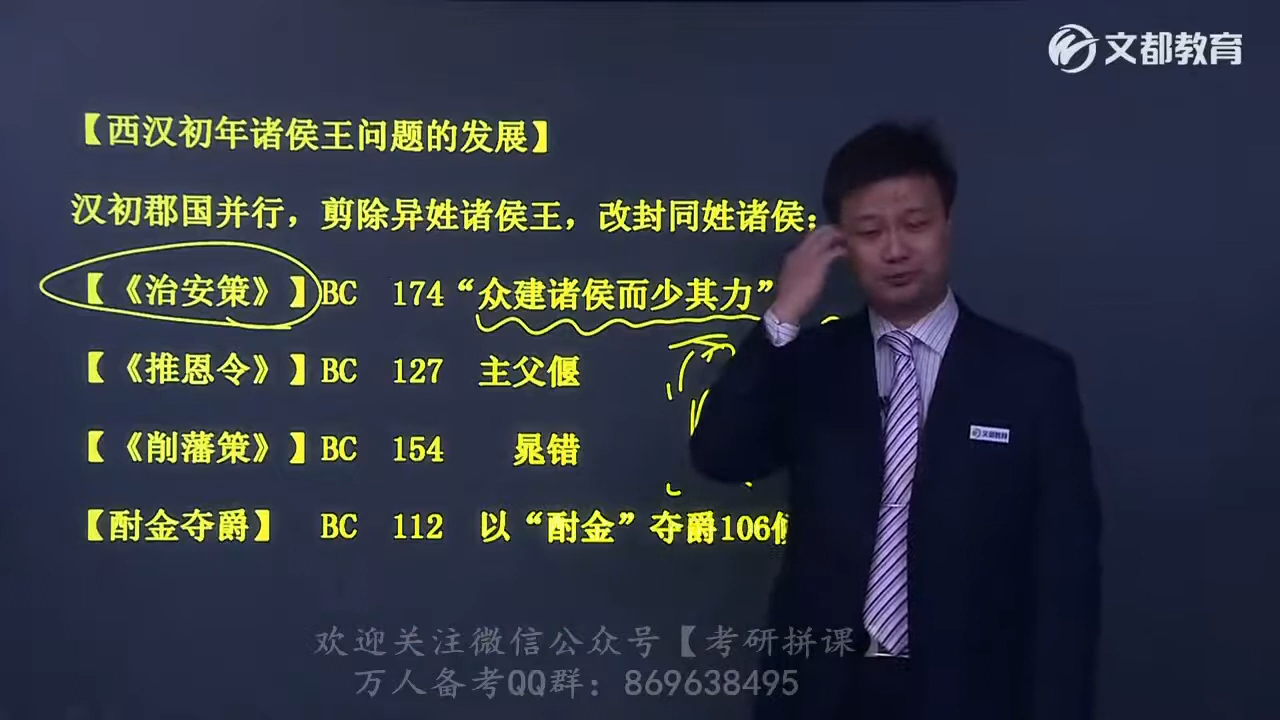 文都教育
【西汉初年诸侯王问题的发展】
汉初郡国并行，剪除异姓诸侯王，改封同姓诸侯：
【《治安策》】BC 174“众建诸侯而少其力”
【《推恩令》】BC 127 主父偃
【《削藩策》】BC 154 晁错
【酎金夺爵】 BC 112 以“酎金”夺爵106
文都教育
欢迎关注微信公众号【考研拼课】
万人备考QQ群：869638495